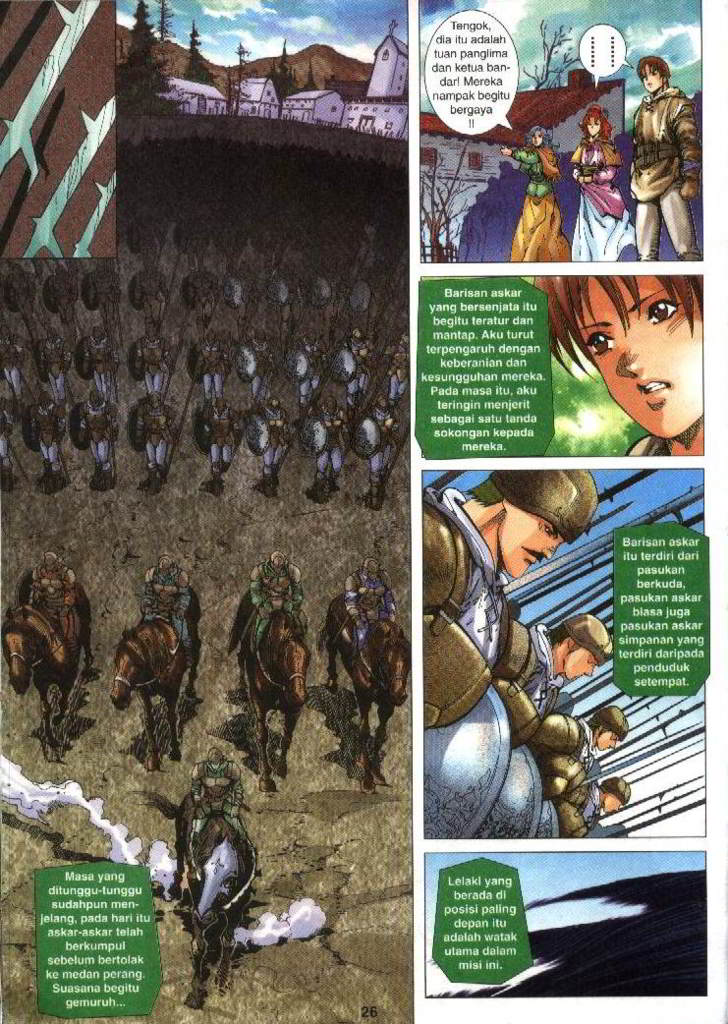 Tengok,
dia itu adalah
tuan panglima
dan ketua ban-
dar! Mereka
nampak begitu
bergaya
!!
Barisan askar
yang bersenjata itu
begitu teratur dan
mantap. Aku turut
terpengaruh dengan
keberanian dan
kesungguhan mereka.
Pada masa itu, aku
teringin menjerit
sebagai satu tanda
sokongan kepada
mereka.
Barisan askar
itu terdiri dari
pasukan
berkuda,
pasukan askar
biasa juga
pasukan askar
simpanan yang
terdiri daripada
penduduk
setempat.
Masa yang
ditunggu-tunggu
sudahpun men-
jelang, pada hari itu
askar-askar telah
berkumpul
sebelum bertolak
ke medan perang.
Suasana begitu
gemuruh...
Lelaki yang
berada di
posisi paling
depan itu
adalah watak
utama dalam
misi ini.
26